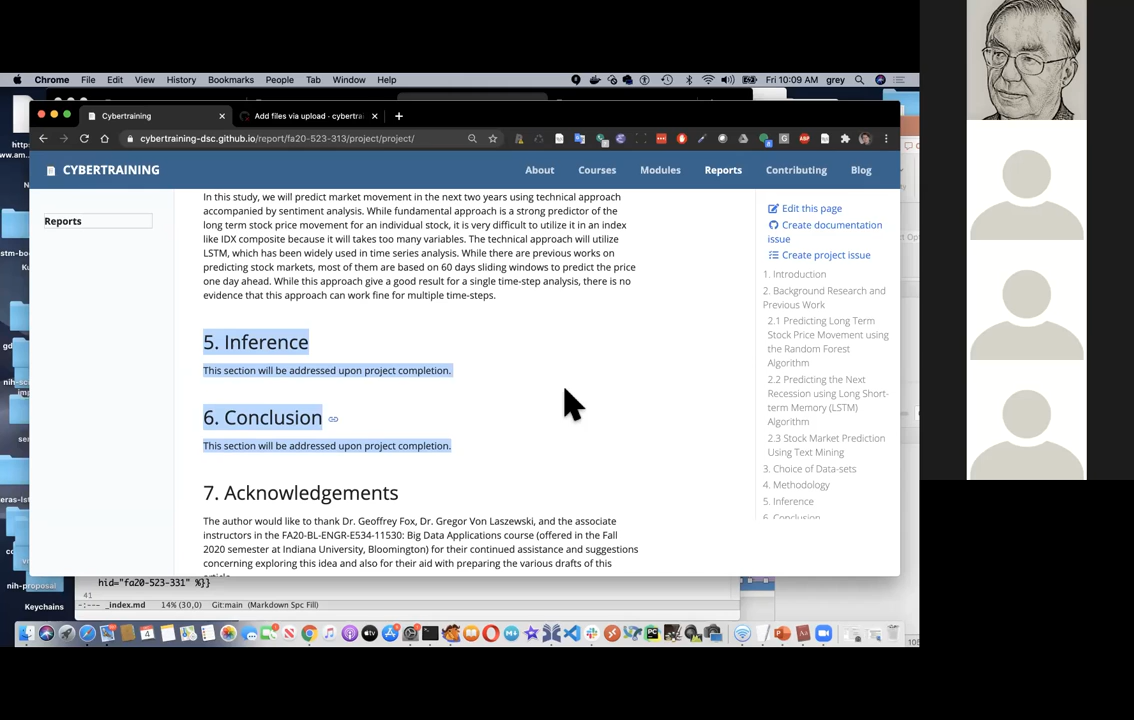 Chrome File Edit View History Bookmarks People Tab Window Help
Fri 10:09 AM grey
Cybertraining
Add files via upload · cybertrai
cybertraining-dsc.github.io/report/fa20-523-313/project/project/
CYBERTRAINING
About Courses Modules Reports Contributing Blog
Reports
In this study, we will predict market movement in the next two years using technical approach
accompanied by sentiment analysis. While fundamental approach is a strong predictor of the
long term stock price movement for an individual stock, it is very difficult to utilize it in an index
like IDX composite because it will takes too many variables. The technical approach will utilize
LSTM, which has been widely used in time series analysis. While there are previous works on
predicting stock markets, most of them are based on 60 days sliding windows to predict the price
one day ahead. While this approach give a good result for a single time-step analysis, there is no
evidence that this approach can work fine for multiple time-steps.
5. Inference
This section will be addressed upon project completion.
6. Conclusion
This section will be addressed upon project completion.
7. Acknowledgements
The author would like to thank Dr. Geoffrey Fox, Dr. Gregor Von Laszewski, and the associate
instructors in the FA20-BL-ENGR-E534-11530: Big Data Applications course (offered in the Fall
2020 semester at Indiana University, Bloomington) for their continued assistance and suggestions
concerning exploring this idea and also for their aid with preparing the various drafts of this
article.
Edit this page
Create documentation
issue
Create project issue
1. Introduction
2. Background Research and
Previous Work
2.1 Predicting Long Term
Stock Price Movement using
the Random Forest
Algorithm
2.2 Predicting the Next
Recession using Long Short-
term Memory (LSTM)
Algorithm
2.3 Stock Market Prediction
Using Text Mining
3. Choice of Data-sets
4. Methodology
5. Inference
6. Conclusion
hid="fa20-523-331" %}}
41
-:--- _index.md 14% (30,0) Git:main (Markdown Spc Fill)
nih-proposal
Keychains